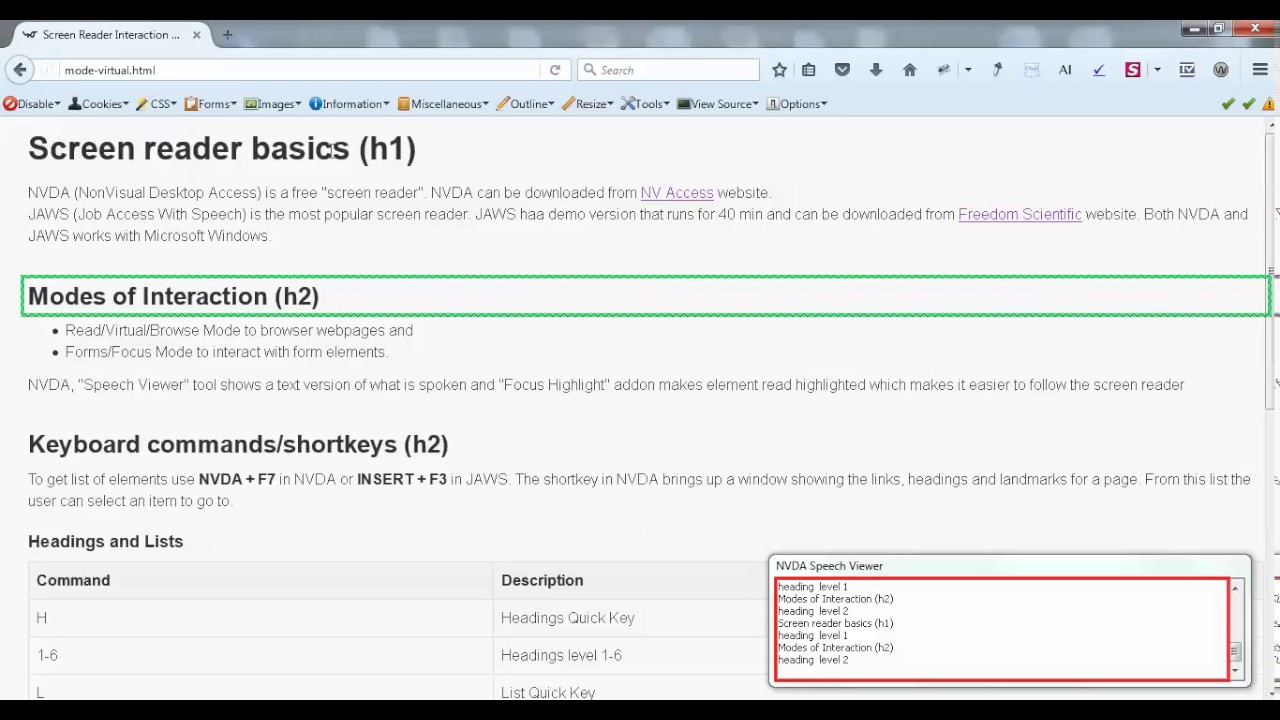 Screen Reader Interaction ...
mode-virtual.html
Search
AI
S
TV
W
Disable
Cookies
CSS
Forms
Images
Information
Miscellaneous
Outline
Resize
Tools
View Source
Options
Screen reader basics (h1)
NVDA (NonVisual Desktop Access) is a free "screen reader". NVDA can be downloaded from NV Access website.
JAWS (Job Access With Speech) is the most popular screen reader. JAWS haa demo version that runs for 40 min and can be downloaded from Freedom Scientific website. Both NVDA and
JAWS works with Microsoft Windows.
Modes of Interaction (h2)
Read/Virtual/Browse Mode to browser webpages and
Forms/Focus Mode to interact with form elements.
NVDA, "Speech Viewer" tool shows a text version of what is spoken and "Focus Highlight" addon makes element read highlighted which makes it easier to follow the screen reader
Keyboard commands/shortkeys (h2)
To get list of elements use NVDA + F7 in NVDA or INSERT + F3 in JAWS. The shortkey in NVDA brings up a window showing the links, headings and landmarks for a page. From this list the
user can select an item to go to.
Headings and Lists
Command Description
H Headings Quick Key
1-6 Headings level 1-6
L List Quick Key
NVDA Speech Viewer
heading level 1
Modes of Interaction (h2)
heading level 2
Screen reader basics (h1)
heading level 1
Modes of Interaction (h2)
heading level 2